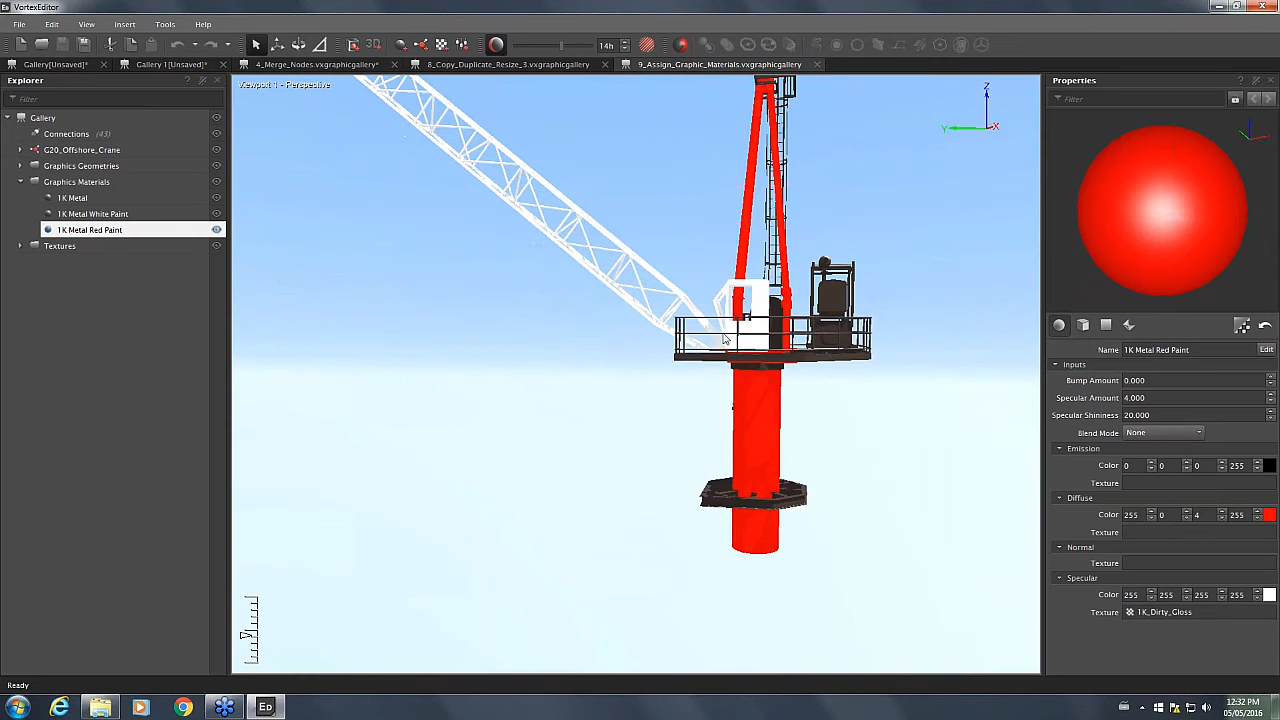 VortexEditor
File Edit View Insert Tools Help
14h
Gallery[Unsaved]* Gallery 1[Unsaved]* 4_Merge_Nodes.vxgraphicgallery* 8_Copy_Duplicate_Resize_3.vxgraphicgallery 9_Assign_Graphic_Materials.vxgraphicgallery
Explorer
Filter
Gallery
Connections (43)
G20_Offshore_Crane
Graphics Geometries
Graphics Materials
1K Metal
1K Metal White Paint
1K Metal Red Paint
Textures
Viewport 1 - Perspective
Z
Y X
Properties
Filter
Name 1K Metal Red Paint Edit
Inputs
Bump Amount 0.000
Specular Amount 4.000
Specular Shininess 20.000
Blend Mode None
Emission
Color 0 0 0 255
Texture
Diffuse
Color 255 0 4 255
Texture
Normal
Texture
Specular
Color 255 255 255 255
Texture 1K_Dirty_Gloss
Ready
Ed
12:32 PM
05/05/2016